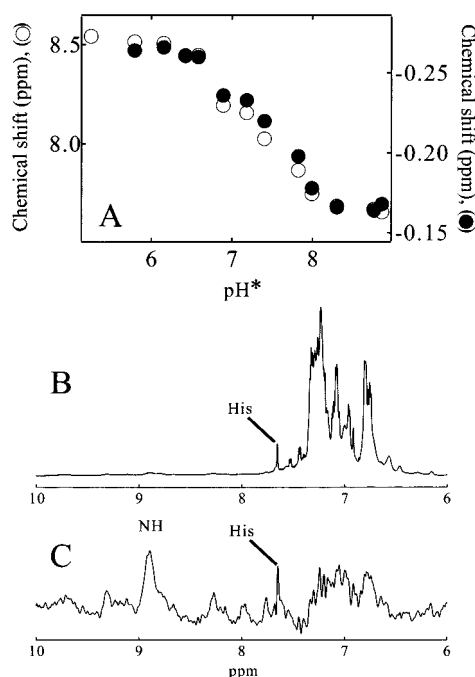 8.5
8.0
Chemical shift (ppm), (○)
A
6
7
8
pH*
-0.25
-0.20
-0.15
Chemical shift (ppm), (●)
B
His
10
9
8
7
6
C
NH
His
10
9
8
7
6
ppm